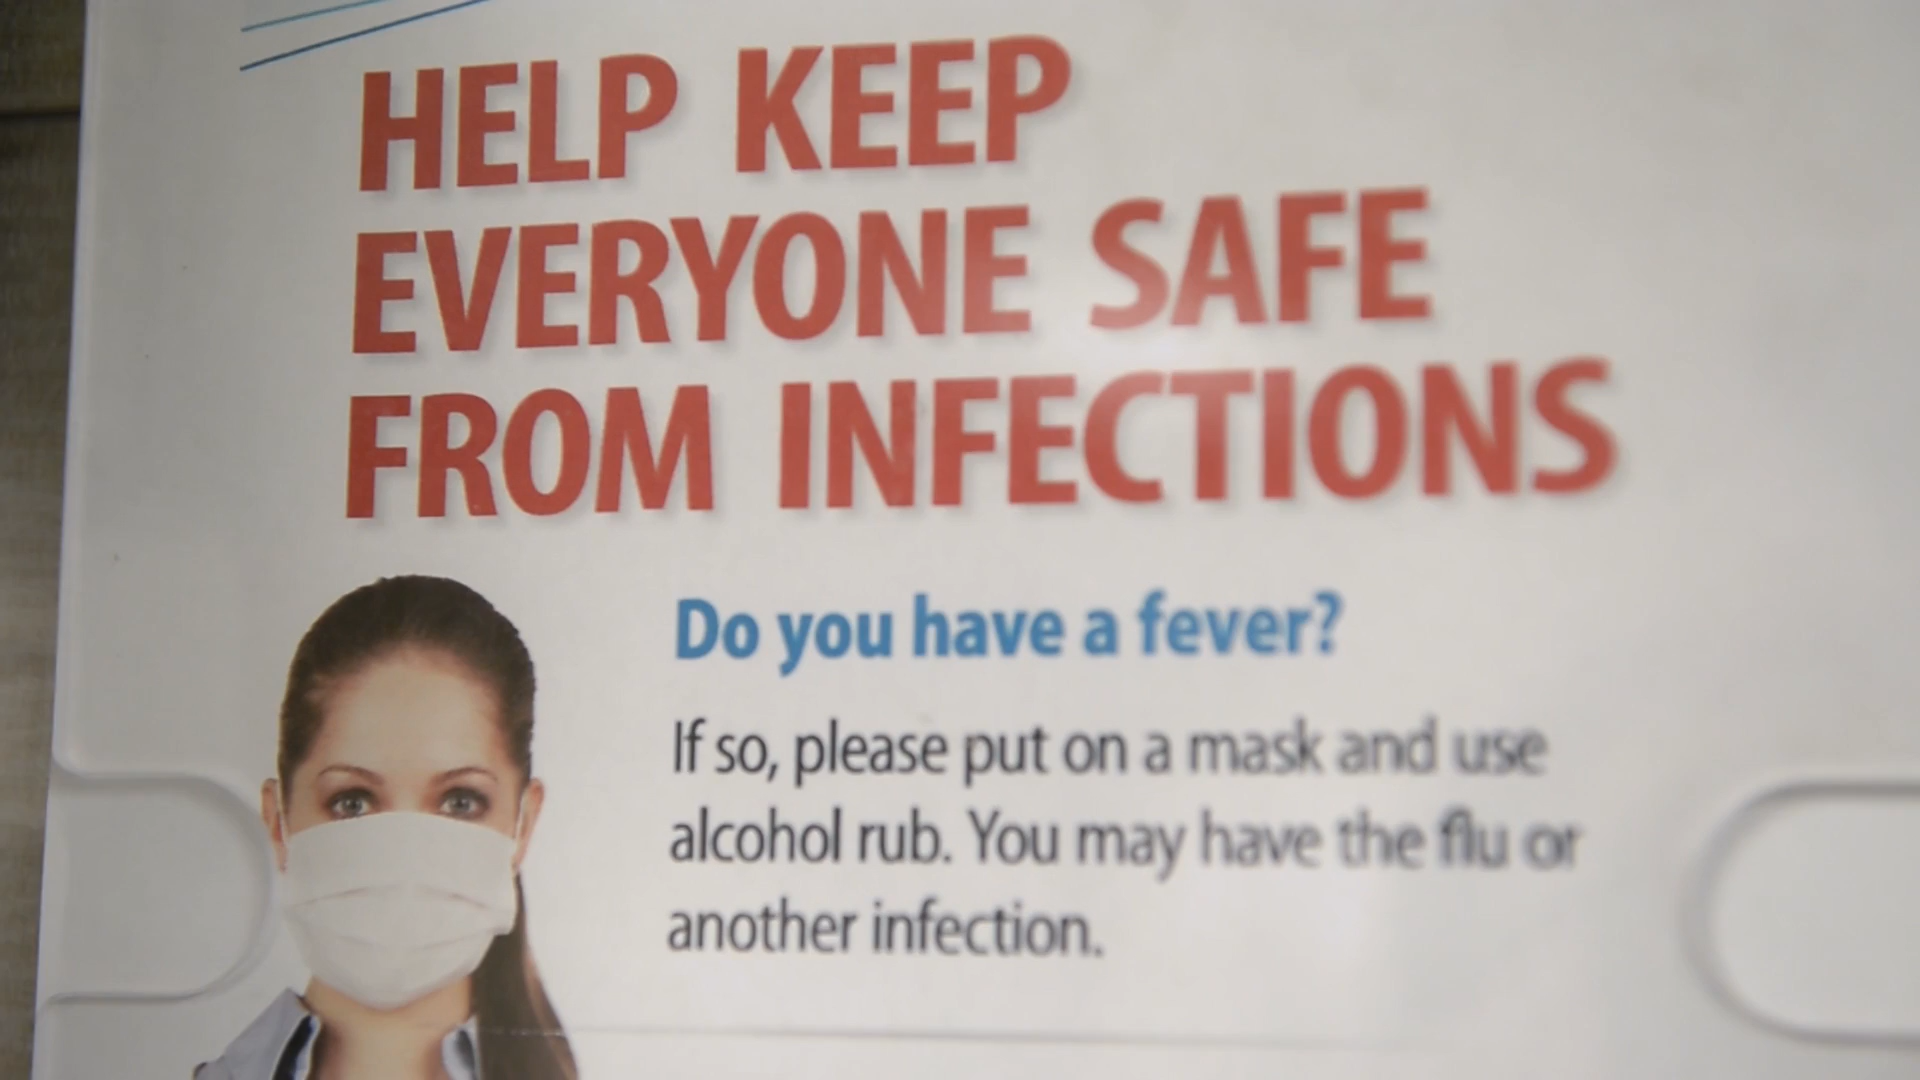 HELP KEEP
EVERYONE SAFE
FROM INFECTIONS
Do you have a fever?
If so, please put on a mask and use
alcohol rub. You may have the flu or
another infection.